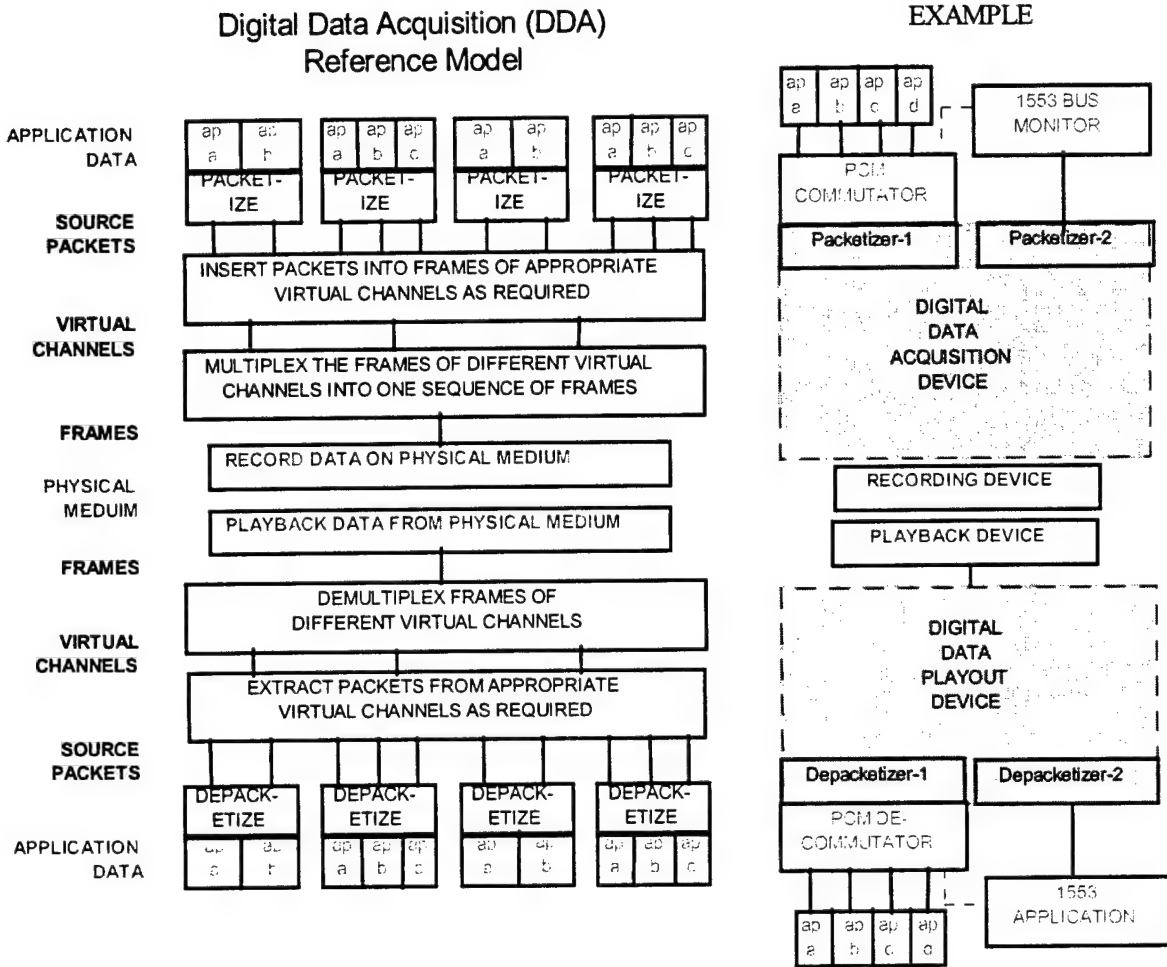 Digital Data Acquisition (DDA)
Reference Model
APPLICATION
DATA
ap a
ap b
ap a
ap b
ap c
ap a
ap b
ap a
ap b
ap c
PACKET-
IZE
PACKET-
IZE
PACKET-
IZE
PACKET-
IZE
SOURCE
PACKETS
INSERT PACKETS INTO FRAMES OF APPROPRIATE
VIRTUAL CHANNELS AS REQUIRED
VIRTUAL
CHANNELS
MULTIPLEX THE FRAMES OF DIFFERENT VIRTUAL
CHANNELS INTO ONE SEQUENCE OF FRAMES
FRAMES
RECORD DATA ON PHYSICAL MEDIUM
PHYSICAL
MEDUIM
PLAYBACK DATA FROM PHYSICAL MEDIUM
FRAMES
DEMULTIPLEX FRAMES OF
DIFFERENT VIRTUAL CHANNELS
VIRTUAL
CHANNELS
EXTRACT PACKETS FROM APPROPRIATE
VIRTUAL CHANNELS AS REQUIRED
SOURCE
PACKETS
DEPACK-
ETIZE
DEPACK-
ETIZE
DEPACK-
ETIZE
DEPACK-
ETIZE
APPLICATION
DATA
ap a
ap b
ap a
ap b
ap c
ap a
ap b
ap a
ap b
ap c
EXAMPLE
ap a
ap b
ap c
ap d
1553 BUS
MONITOR
PCM
COMMUTATOR
Packetizer-1
Packetizer-2
DIGITAL
DATA
ACQUISITION
DEVICE
RECORDING DEVICE
PLAYBACK DEVICE
DIGITAL
DATA
PLAYOUT
DEVICE
Depacketizer-1
Depacketizer-2
PCM DE-
COMMUTATOR
1553
APPLICATION
ap a
ap b
ap c
ap d